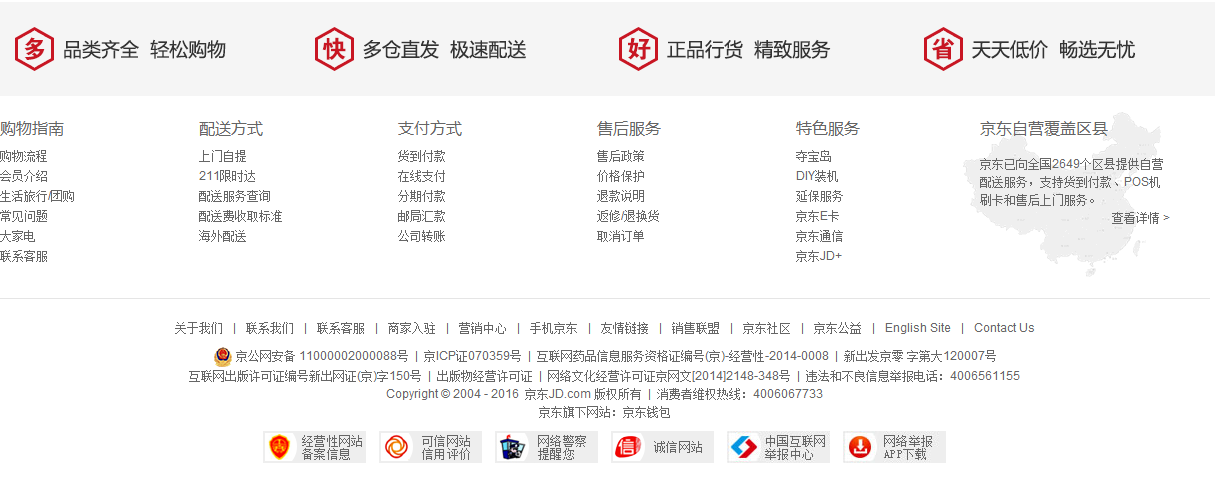 多 品类齐全 轻松购物
快 多仓直发 极速配送
好 正品行货 精致服务
省 天天低价 畅选无忧
购物指南
购物流程
会员介绍
生活旅行/团购
常见问题
大家电
联系客服
配送方式
上门自提
211限时达
配送服务查询
配送费收取标准
海外配送
支付方式
货到付款
在线支付
分期付款
邮局汇款
公司转账
售后服务
售后政策
价格保护
退款说明
返修/退换货
取消订单
特色服务
夺宝岛
DIY装机
延保服务
京东E卡
京东通信
京东JD+
京东自营覆盖区县
京东已向全国2649个区县提供自营
配送服务，支持货到付款、POS机
刷卡和售后上门服务。
查看详情 >
关于我们 | 联系我们 | 联系客服 | 商家入驻 | 营销中心 | 手机京东 | 友情链接 | 销售联盟 | 京东社区 | 京东公益 | English Site | Contact Us
京公网安备 11000002000088号 | 京ICP证070359号 | 互联网药品信息服务资格证编号(京)-经营性-2014-0008 | 新出发京零 字第大120007号
互联网出版许可证编号新出网证(京)字150号 | 出版物经营许可证 | 网络文化经营许可证京网文[2014]2148-348号 | 违法和不良信息举报电话：4006561155
Copyright © 2004 - 2016 京东JD.com 版权所有 | 消费者维权热线：4006067733
京东旗下网站：京东钱包
经营性网站
备案信息
可信网站
信用评价
网络警察
提醒您
诚信网站
中国互联网
举报中心
网络举报
APP下载